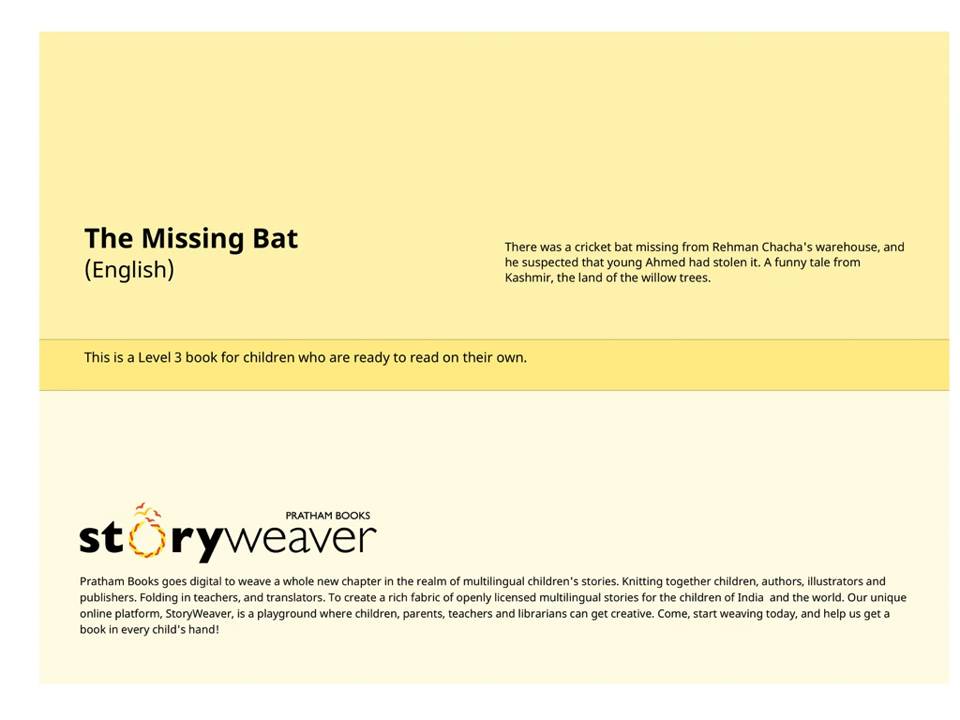 The Missing Bat
(English)
There was a cricket bat missing from Rehman Chacha's warehouse, and
he suspected that young Ahmed had stolen it. A funny tale from
Kashmir, the land of the willow trees.
This is a Level 3 book for children who are ready to read on their own.
PRATHAM BOOKS
storyweaver
Pratham Books goes digital to weave a whole new chapter in the realm of multilingual children's stories. Knitting together children, authors, illustrators and
publishers. Folding in teachers, and translators. To create a rich fabric of openly licensed multilingual stories for the children of India  and the world. Our unique
online platform, StoryWeaver, is a playground where children, parents, teachers and librarians can get creative. Come, start weaving today, and help us get a
book in every child's hand!